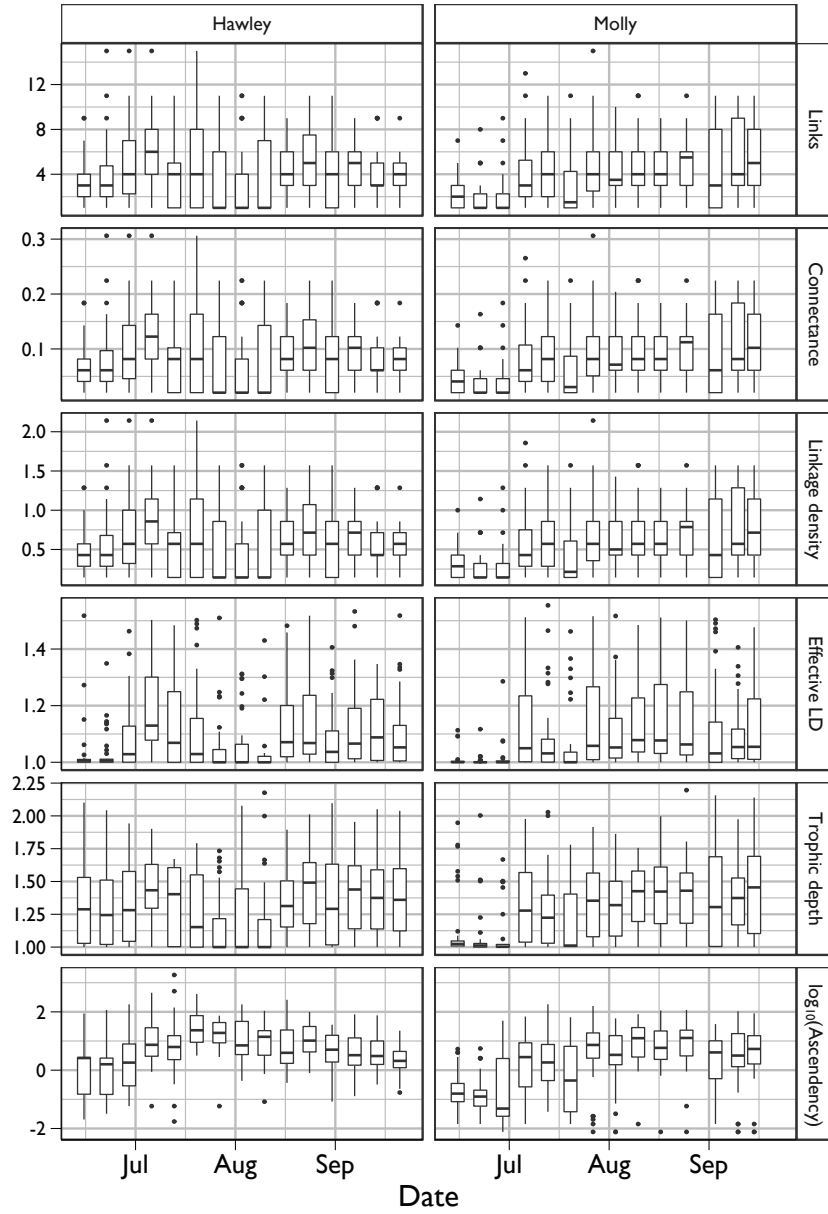 Hawley
Molly
12
8
4
Links
0.3
0.2
0.1
Connectance
2.0
1.5
1.0
0.5
Linkage density
1.4
1.2
1.0
Effective LD
2.25
2.00
1.75
1.50
1.25
1.00
Trophic depth
2
0
-2
log10(Ascendency)
Jul
Aug
Sep
Jul
Aug
Sep
Date